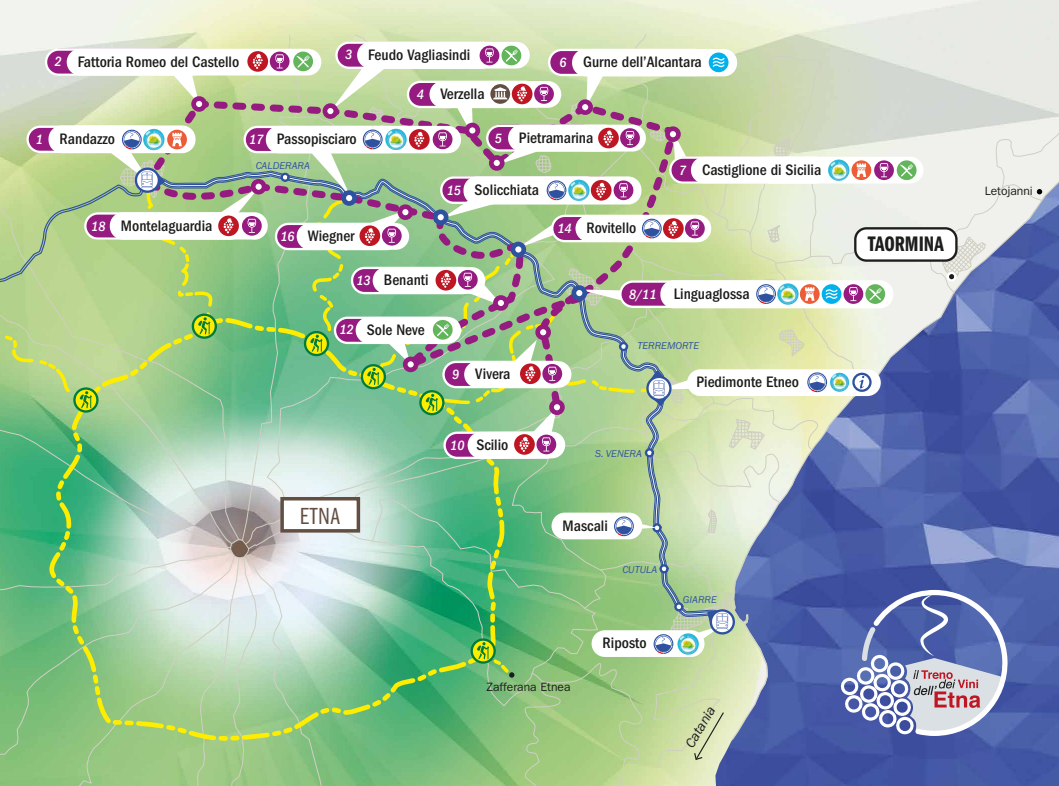 2 Fattoria Romeo del Castello
3 Feudo Vagliasindi
6 Gurne dell'Alcantara
4 Verzella
1 Randazzo
17 Passopisciaro
5 Pietramarina
CALDERARA
7 Castiglione di Sicilia
15 Solicchiata
Letojanni
18 Montelaguardia
16 Wiegner
14 Rovitello
TAORMINA
13 Benanti
8/11 Linguaglossa
12 Sole Neve
TERREMORTE
9 Vivera
Piedimonte Etneo i
10 Scilio
S. VENERA
ETNA
Mascali
CUTULA
GIARRE
Riposto
Zafferana Etnea
Catania
il Treno
dei Vini
dell'Etna